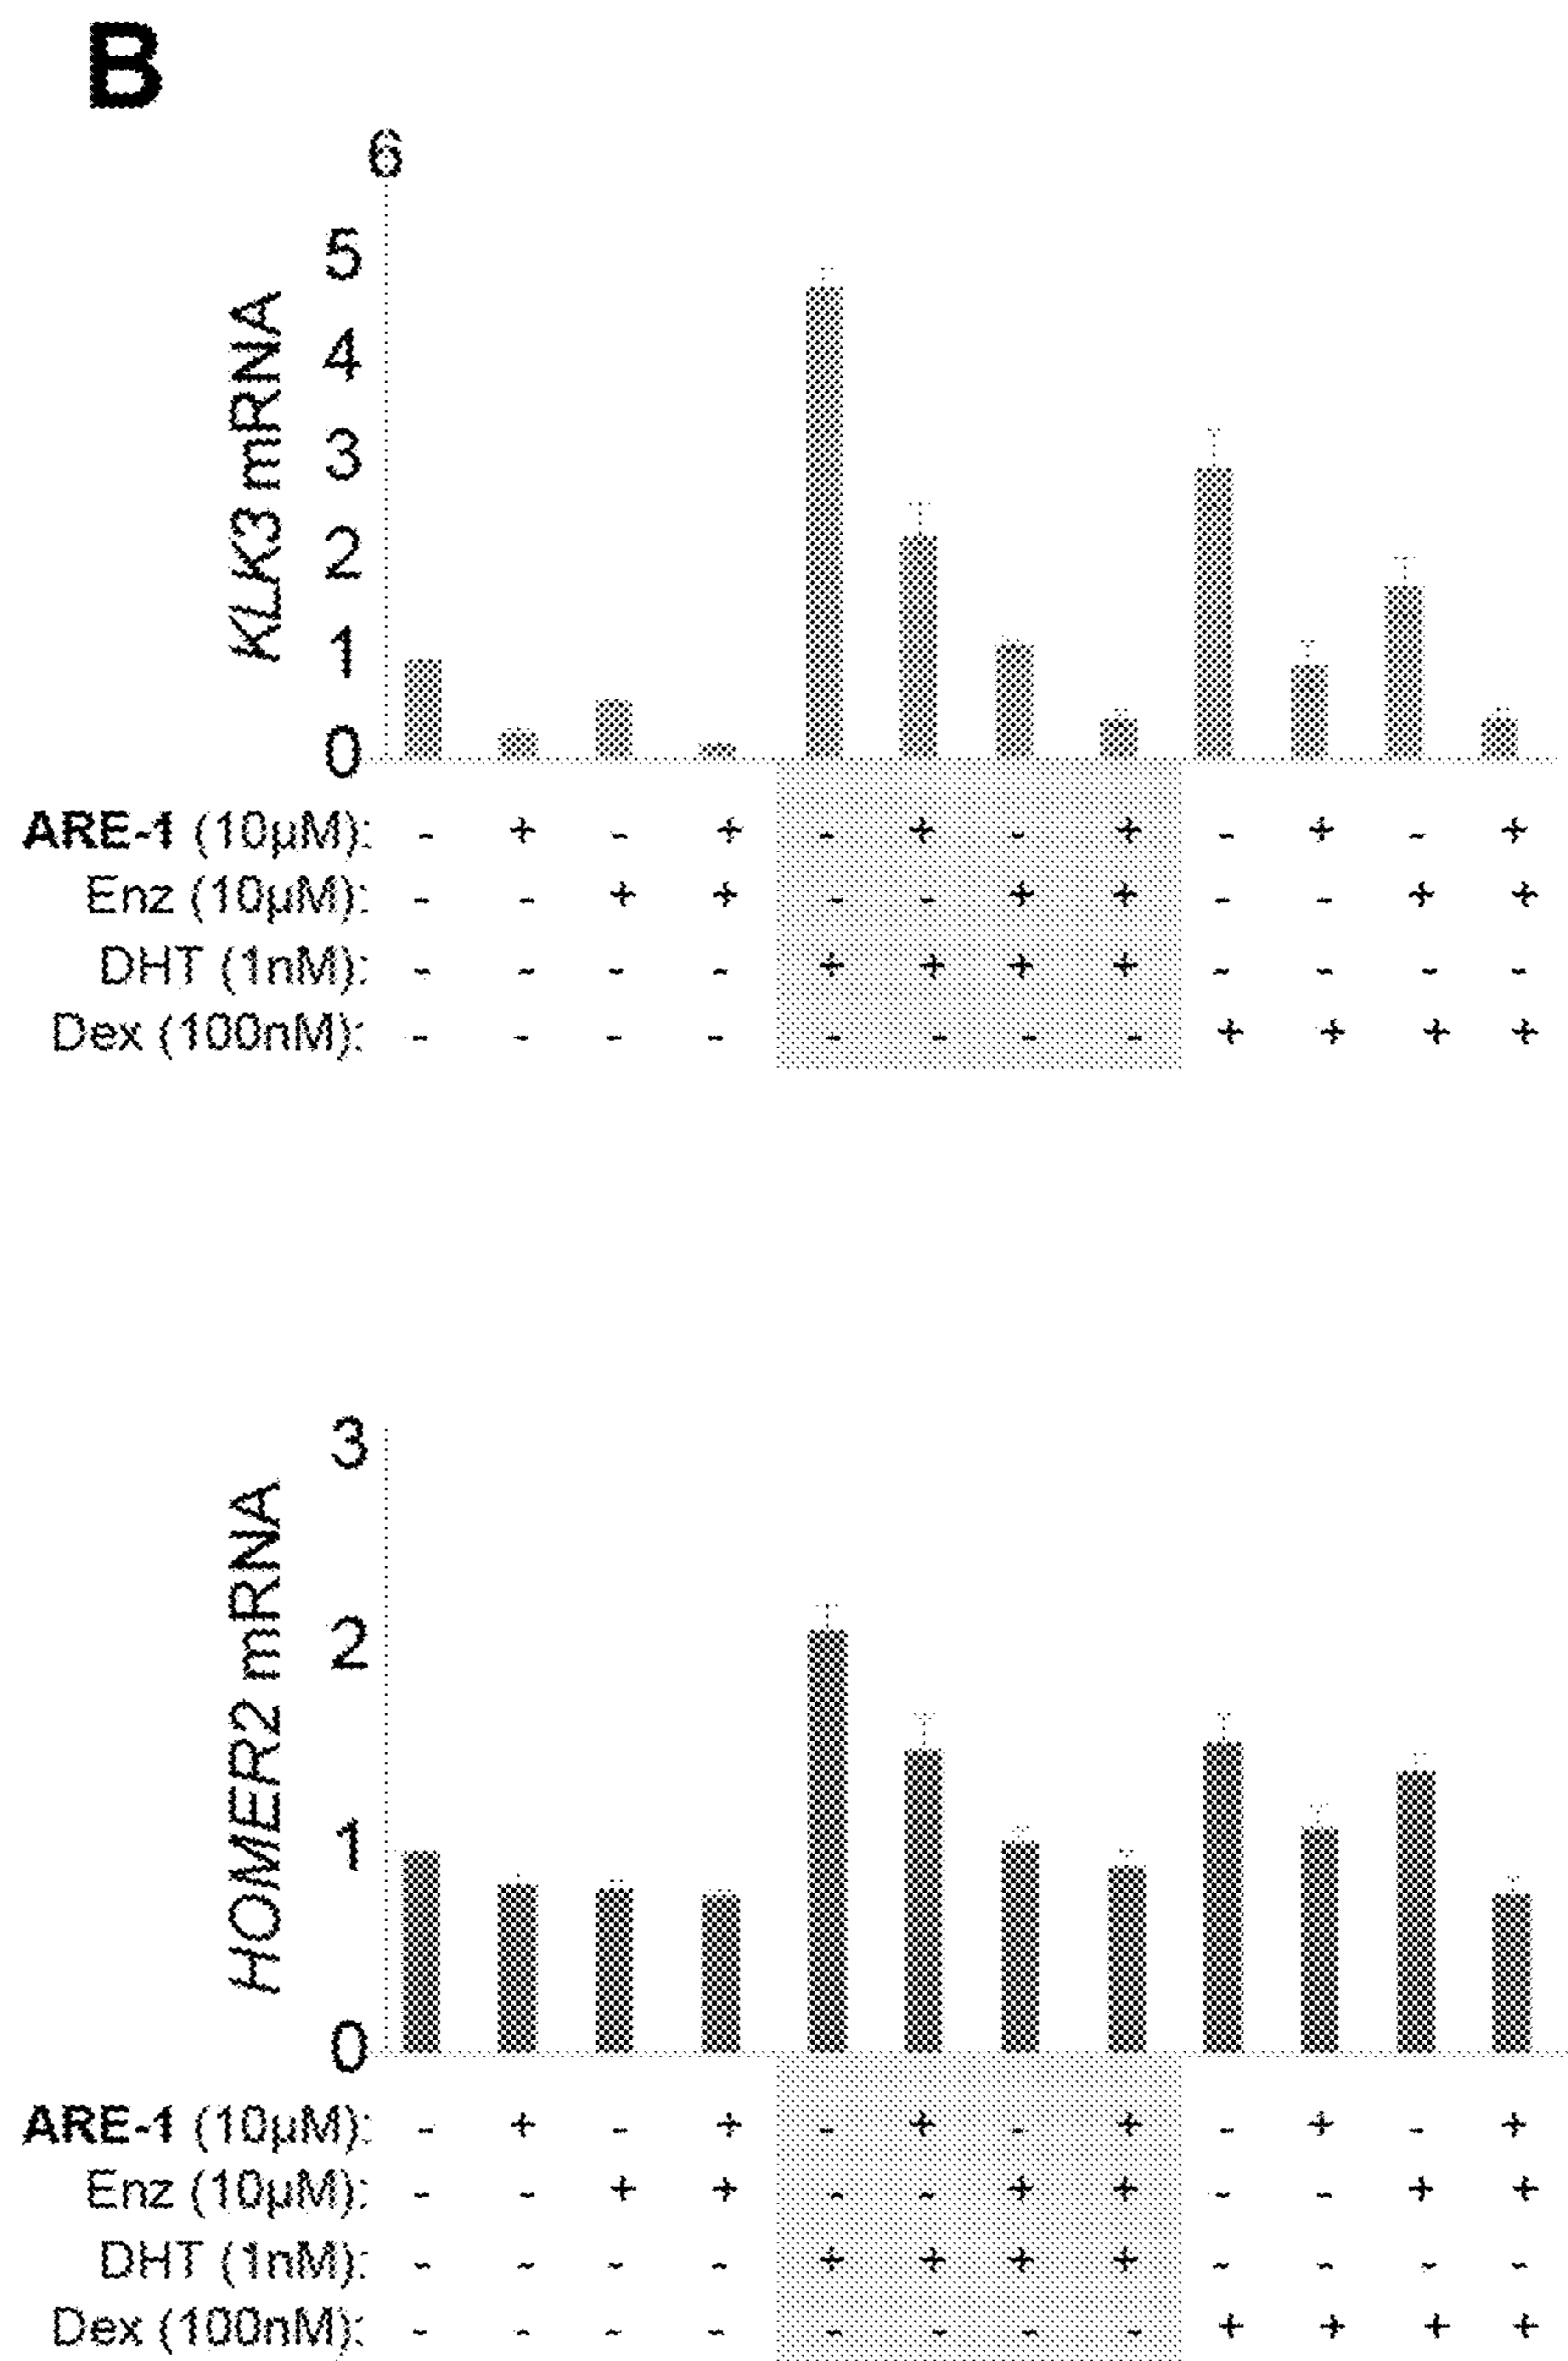 B
6
5
4
3
2
1
0
KLK3 mRNA
ARE-1 (10µM): - + - + - + - + - + - +
Enz (10µM): - - + + - - + + - - + +
DHT (1nM): - - - - + + + + - - - -
Dex (100nM): - - - - - - - - + + + +
3
2
1
0
HOMER2 mRNA
ARE-1 (10µM): - + - + - + - + - + - +
Enz (10µM): - - + + - - + + - - + +
DHT (1nM): - - - - + + + + - - - -
Dex (100nM): - - - - - - - - + + + +